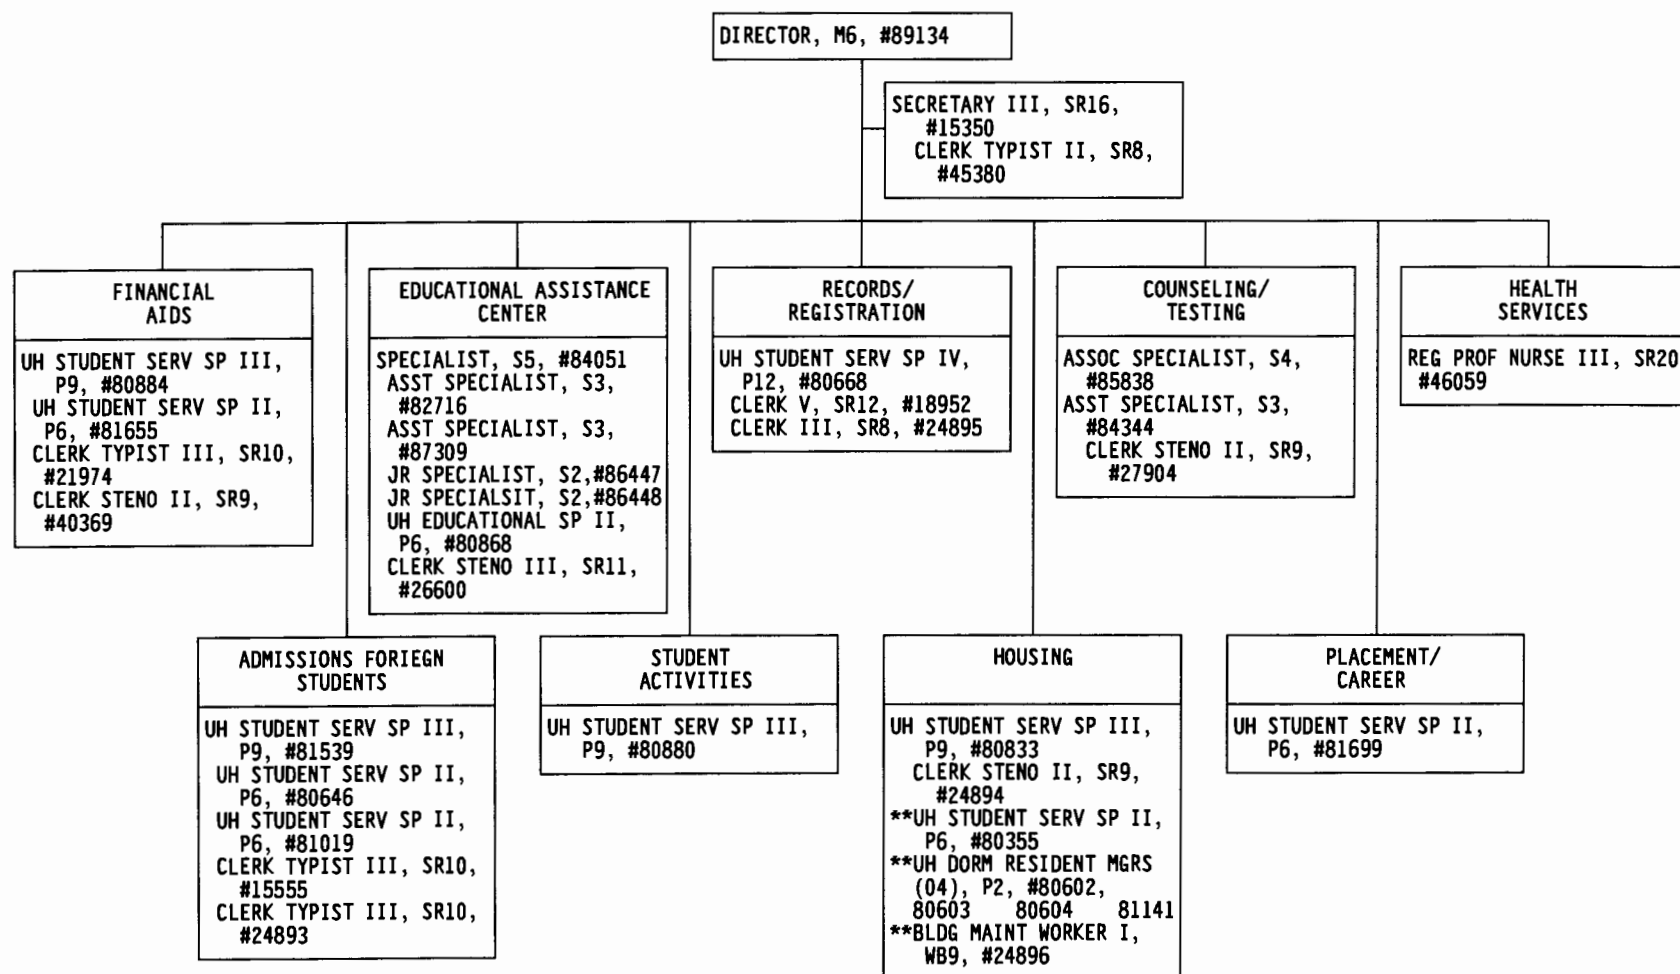 DIRECTOR, M6, #89134
SECRETARY III, SR16,
#15350
CLERK TYPIST II, SR8,
#45380
FINANCIAL
AIDS
UH STUDENT SERV SP III,
P9, #80884
UH STUDENT SERV SP II,
P6, #81655
CLERK TYPIST III, SR10,
#21974
CLERK STENO II, SR9,
#40369
EDUCATIONAL ASSISTANCE
CENTER
SPECIALIST, S5, #84051
ASST SPECIALIST, S3,
#82716
ASST SPECIALIST, S3,
#87309
JR SPECIALIST, S2,#86447
JR SPECIALSIT, S2,#86448
UH EDUCATIONAL SP II,
P6, #80868
CLERK STENO III, SR11,
#26600
RECORDS/
REGISTRATION
UH STUDENT SERV SP IV,
P12, #80668
CLERK V, SR12, #18952
CLERK III, SR8, #24895
COUNSELING/
TESTING
ASSOC SPECIALIST, S4,
#85838
ASST SPECIALIST, S3,
#84344
CLERK STENO II, SR9,
#27904
HEALTH
SERVICES
REG PROF NURSE III, SR20
#46059
ADMISSIONS FORIEGN
STUDENTS
UH STUDENT SERV SP III,
P9, #81539
UH STUDENT SERV SP II,
P6, #80646
UH STUDENT SERV SP II,
P6, #81019
CLERK TYPIST III, SR10,
#15555
CLERK TYPIST III, SR10,
#24893
STUDENT
ACTIVITIES
UH STUDENT SERV SP III,
P9, #80880
HOUSING
UH STUDENT SERV SP III,
P9, #80833
CLERK STENO II, SR9,
#24894
**UH STUDENT SERV SP II,
P6, #80355
**UH DORM RESIDENT MGRS
(04), P2, #80602,
80603 80604 81141
**BLDG MAINT WORKER I,
WB9, #24896
PLACEMENT/
CAREER
UH STUDENT SERV SP II,
P6, #81699